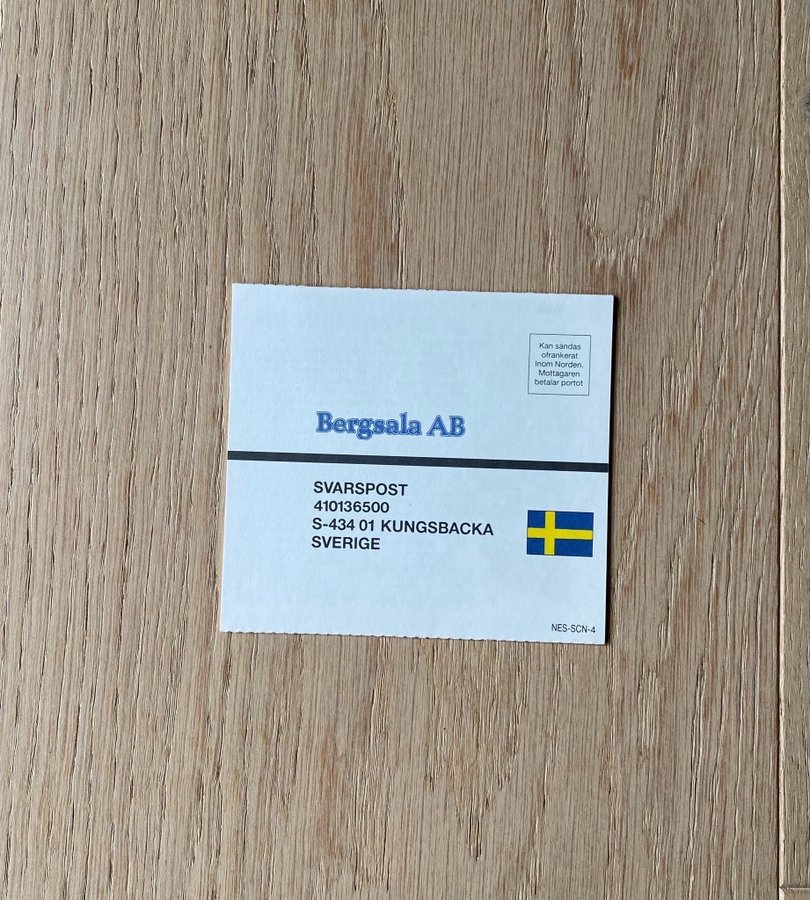 Kan sändas
ofrankerat
Inom Norden.
Mottagaren
betalar portot
Bergsala AB
SVARSPOST
410136500
S-434 01 KUNGSBACKA
SVERIGE
NES-SCN-4